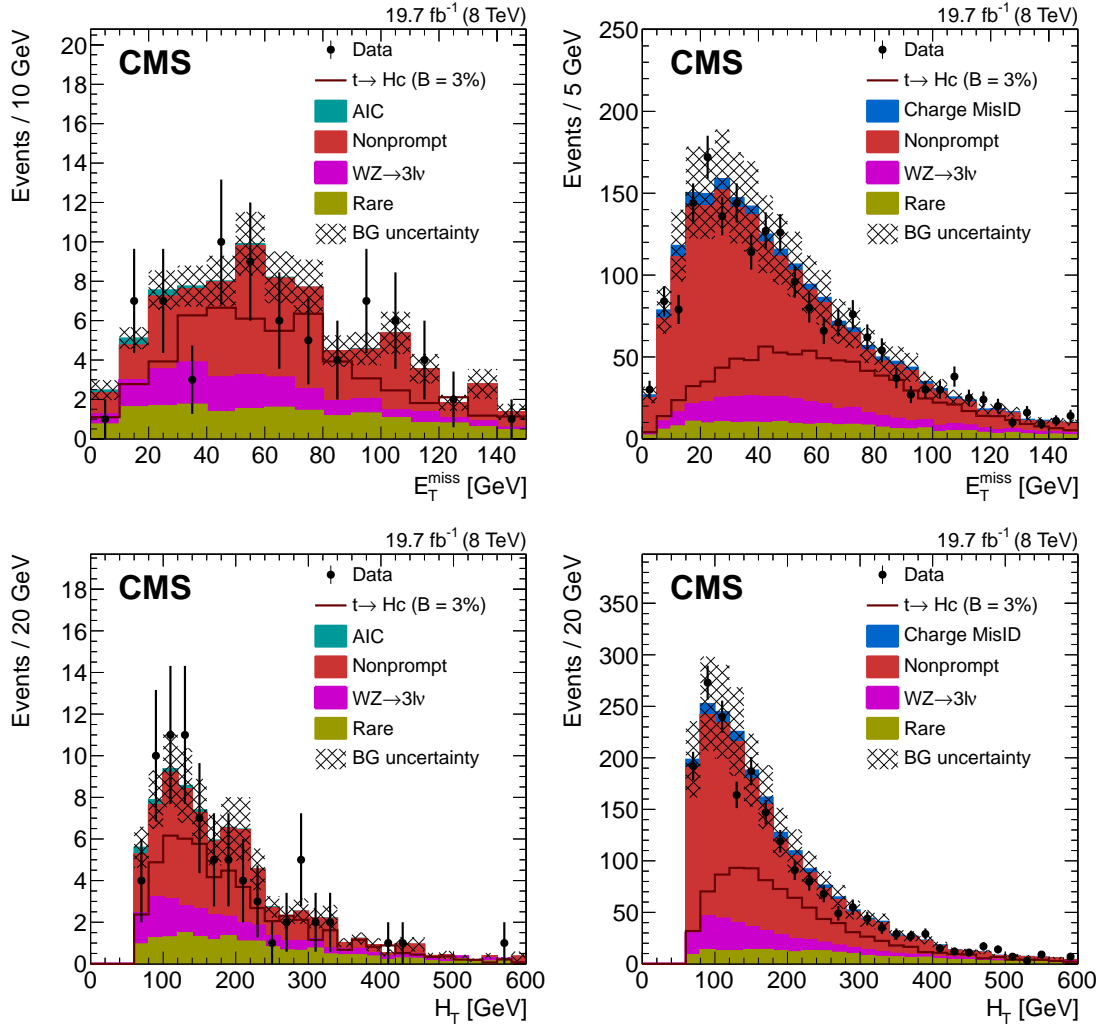 19.7 fb⁻¹ (8 TeV)
CMS
Events / 10 GeV
Data
t→ Hc (B = 3%)
AIC
Nonprompt
WZ→3lν
Rare
BG uncertainty
20
18
16
14
12
10
8
6
4
2
0
0 20 40 60 80 100 120 140
E_T^miss [GeV]
19.7 fb⁻¹ (8 TeV)
CMS
Events / 5 GeV
Data
t→ Hc (B = 3%)
Charge MisID
Nonprompt
WZ→3lν
Rare
BG uncertainty
250
200
150
100
50
0
0 20 40 60 80 100 120 140
E_T^miss [GeV]
19.7 fb⁻¹ (8 TeV)
CMS
Events / 20 GeV
Data
t→ Hc (B = 3%)
AIC
Nonprompt
WZ→3lν
Rare
BG uncertainty
18
16
14
12
10
8
6
4
2
0
0 100 200 300 400 500 600
H_T [GeV]
19.7 fb⁻¹ (8 TeV)
CMS
Events / 20 GeV
Data
t→ Hc (B = 3%)
Charge MisID
Nonprompt
WZ→3lν
Rare
BG uncertainty
350
300
250
200
150
100
50
0
0 100 200 300 400 500 600
H_T [GeV]